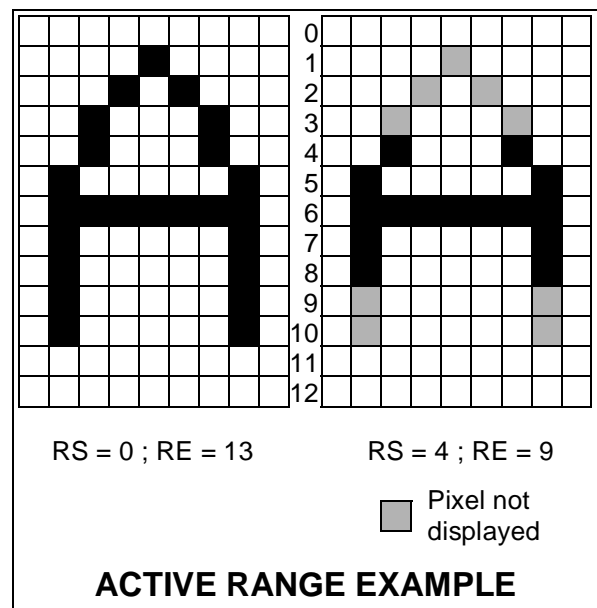 0
1
2
3
4
5
6
7
8
9
10
11
12
RS = 0 ; RE = 13
RS = 4 ; RE = 9
Pixel not
displayed
ACTIVE RANGE EXAMPLE